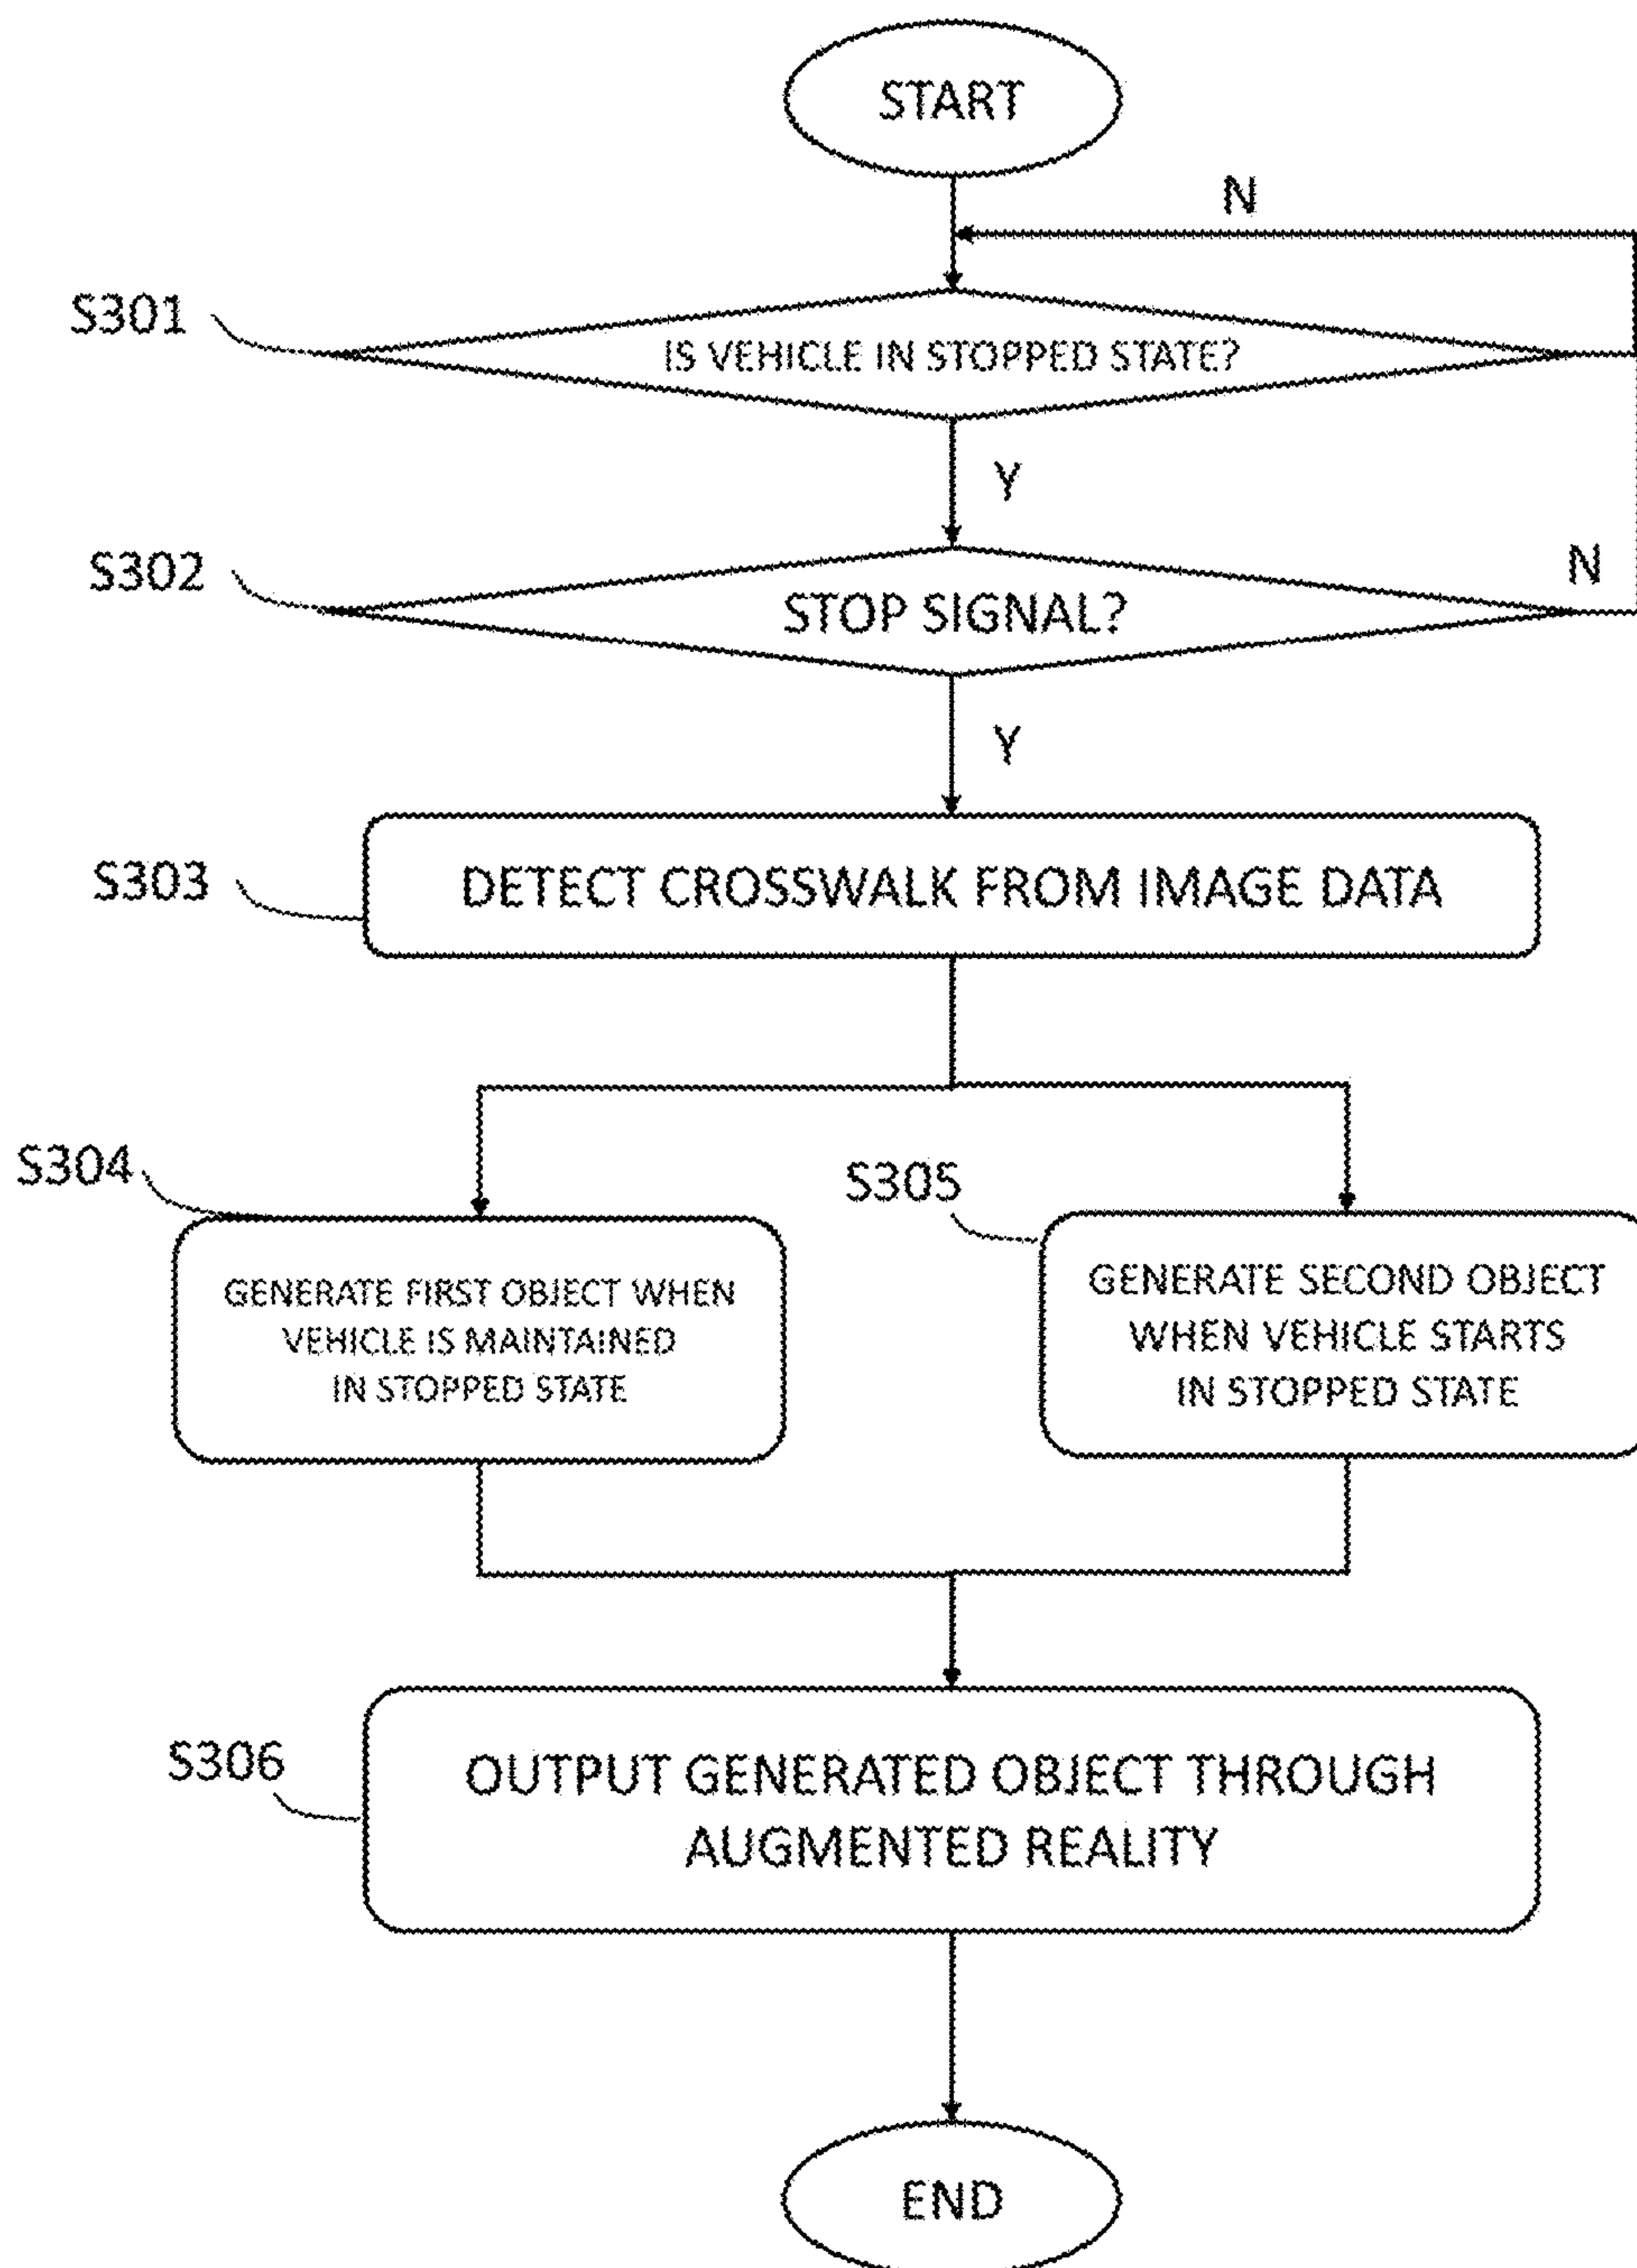 START
N
S301
IS VEHICLE IN STOPPED STATE?
Y
S302
N
STOP SIGNAL?
Y
S303
DETECT CROSSWALK FROM IMAGE DATA
S304
S305
GENERATE FIRST OBJECT WHEN
VEHICLE IS MAINTAINED
IN STOPPED STATE
GENERATE SECOND OBJECT
WHEN VEHICLE STARTS
IN STOPPED STATE
S306
OUTPUT GENERATED OBJECT THROUGH
AUGMENTED REALITY
END